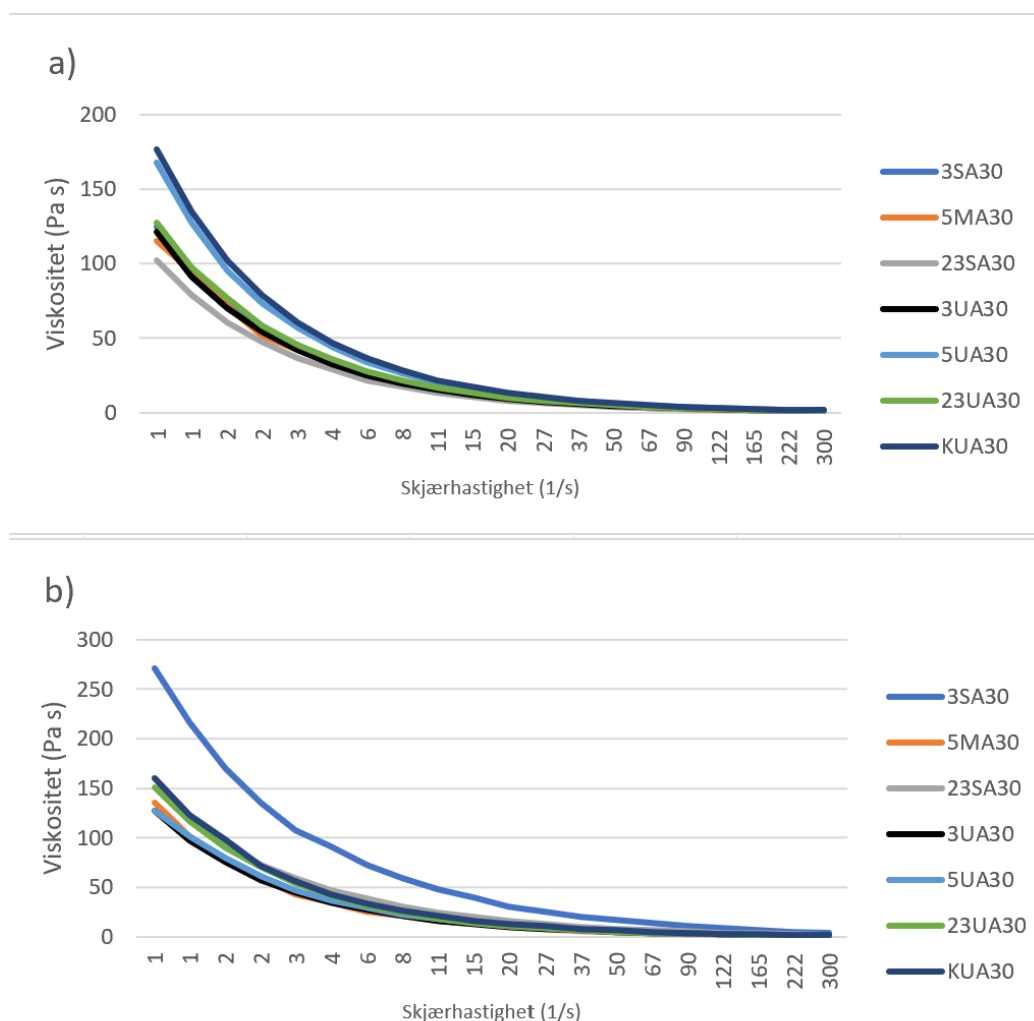 a)
Viskositet (Pa s)
200
150
100
50
0
1 1 2 2 3 4 6 8 11 15 20 27 37 50 67 90 122 165 222 300
Skjærhastighet (1/s)
3SA30
5MA30
23SA30
3UA30
5UA30
23UA30
KUA30
b)
Viskositet (Pa s)
300
250
200
150
100
50
0
1 1 2 2 3 4 6 8 11 15 20 27 37 50 67 90 122 165 222 300
Skjærhastighet (1/s)
3SA30
5MA30
23SA30
3UA30
5UA30
23UA30
KUA30